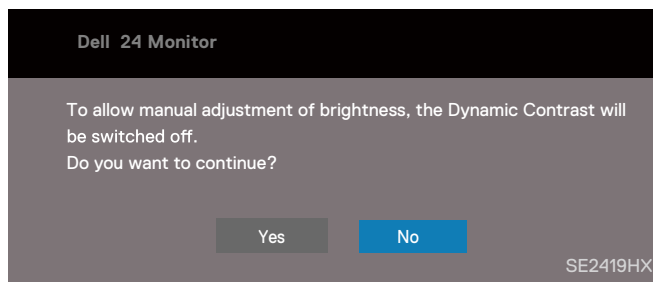 Dell 24 Monitor
To allow manual adjustment of brightness, the Dynamic Contrast will
be switched off.
Do you want to continue?
Yes No
SE2419HX